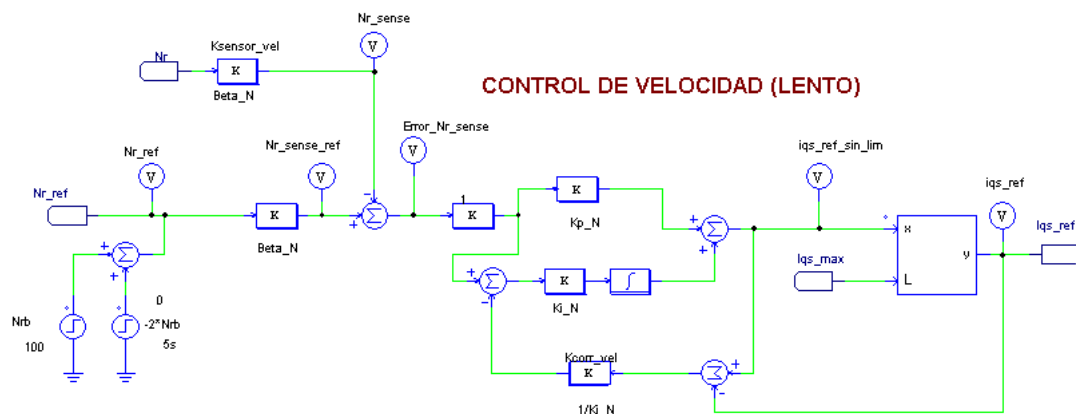 Nr_sense
Nr
Ksensor_vel
V
K
Beta_N
CONTROL DE VELOCIDAD (LENTO)
Nr_ref
Nr_sense_ref
Error_Nr_sense
iqs_ref_sin_lim
iqs_ref
V
V
V
V
V
Nr_ref
K
Beta_N
1
K
K
Kp_N
x
y
L
Iqs_ref
Iqs_max
K
Ki_N
Nrb
100
0
-2*Nrb
5s
Kcorr_vel
K
1/Ki_N